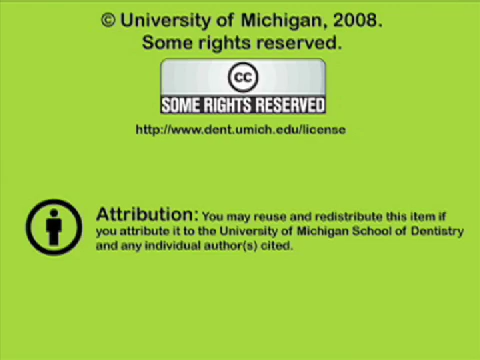 © University of Michigan, 2008.
Some rights reserved.
cc
SOME RIGHTS RESERVED
http://www.dent.umich.edu/license
Attribution: You may reuse and redistribute this item if
you attribute it to the University of Michigan School of Dentistry
and any individual author(s) cited.